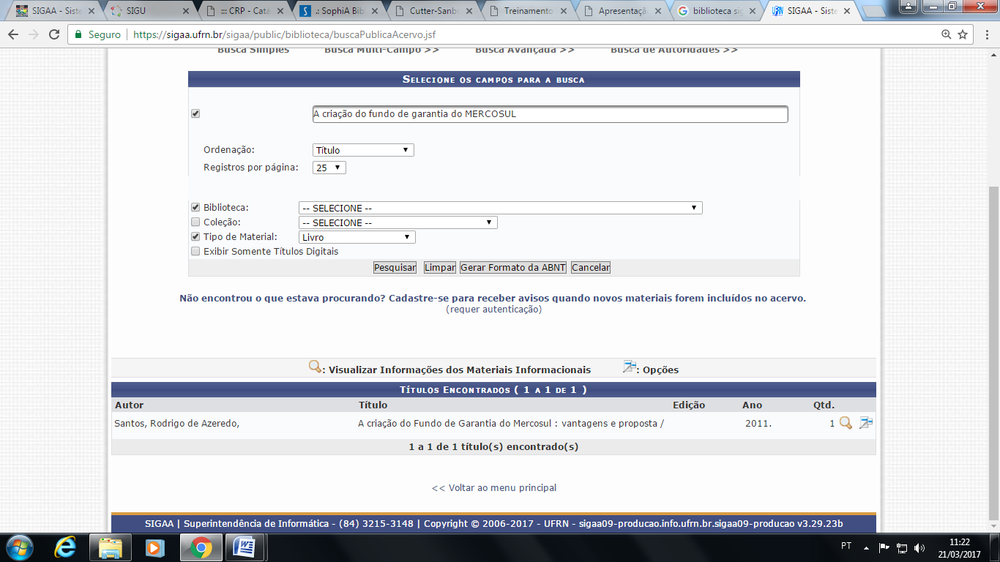 SIGAA - Siste
SIGU
::: CRP - Catá
.: SophiA Bib
Cutter-Sanbo
Treinamento
Apresentação
biblioteca sig
UFRN SIGAA - Siste
Seguro https://sigaa.ufrn.br/sigaa/public/biblioteca/buscaPublicaAcervo.jsf
Busca Simples Busca Multi-Campo >> Busca Avançada >> Busca de Autoridades >>
Selecione os campos para a busca
A criação do fundo de garantia do MERCOSUL
Ordenação: Título
Registros por página: 25
Biblioteca: -- SELECIONE --
Coleção: -- SELECIONE --
Tipo de Material: Livro
Exibir Somente Títulos Digitais
Pesquisar Limpar Gerar Formato da ABNT Cancelar
Não encontrou o que estava procurando? Cadastre-se para receber avisos quando novos materiais forem incluídos no acervo.
(requer autenticação)
: Visualizar Informações dos Materiais Informacionais : Opções
Títulos Encontrados ( 1 a 1 de 1 )
Autor Título Edição Ano Qtd.
Santos, Rodrigo de Azeredo, A criação do Fundo de Garantia do Mercosul : vantagens e proposta / 2011. 1
1 a 1 de 1 título(s) encontrado(s)
<< Voltar ao menu principal
SIGAA | Superintendência de Informática - (84) 3215-3148 | Copyright © 2006-2017 - UFRN - sigaa09-producao.info.ufrn.br.sigaa09-producao v3.29.23b
PT 11:22
21/03/2017